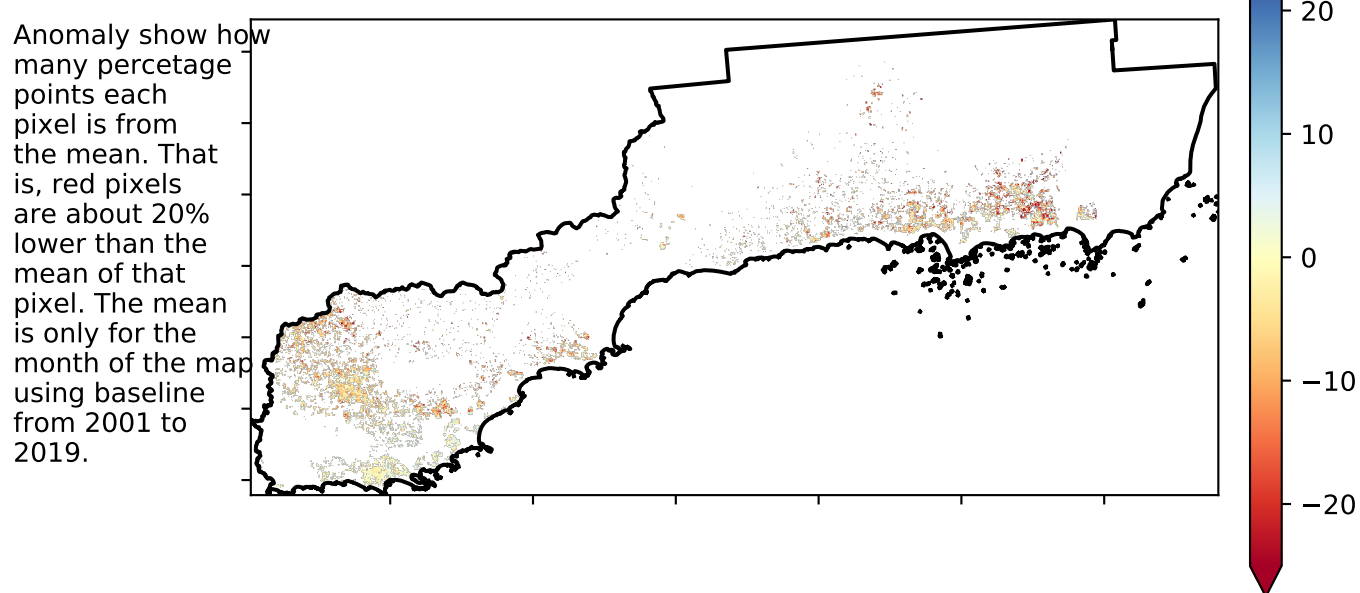 Anomaly show how
many percetage
points each
pixel is from
the mean. That
is, red pixels
are about 20%
lower than the
mean of that
pixel. The mean
is only for the
month of the map
using baseline
from 2001 to
2019.
20
10
0
−10
−20